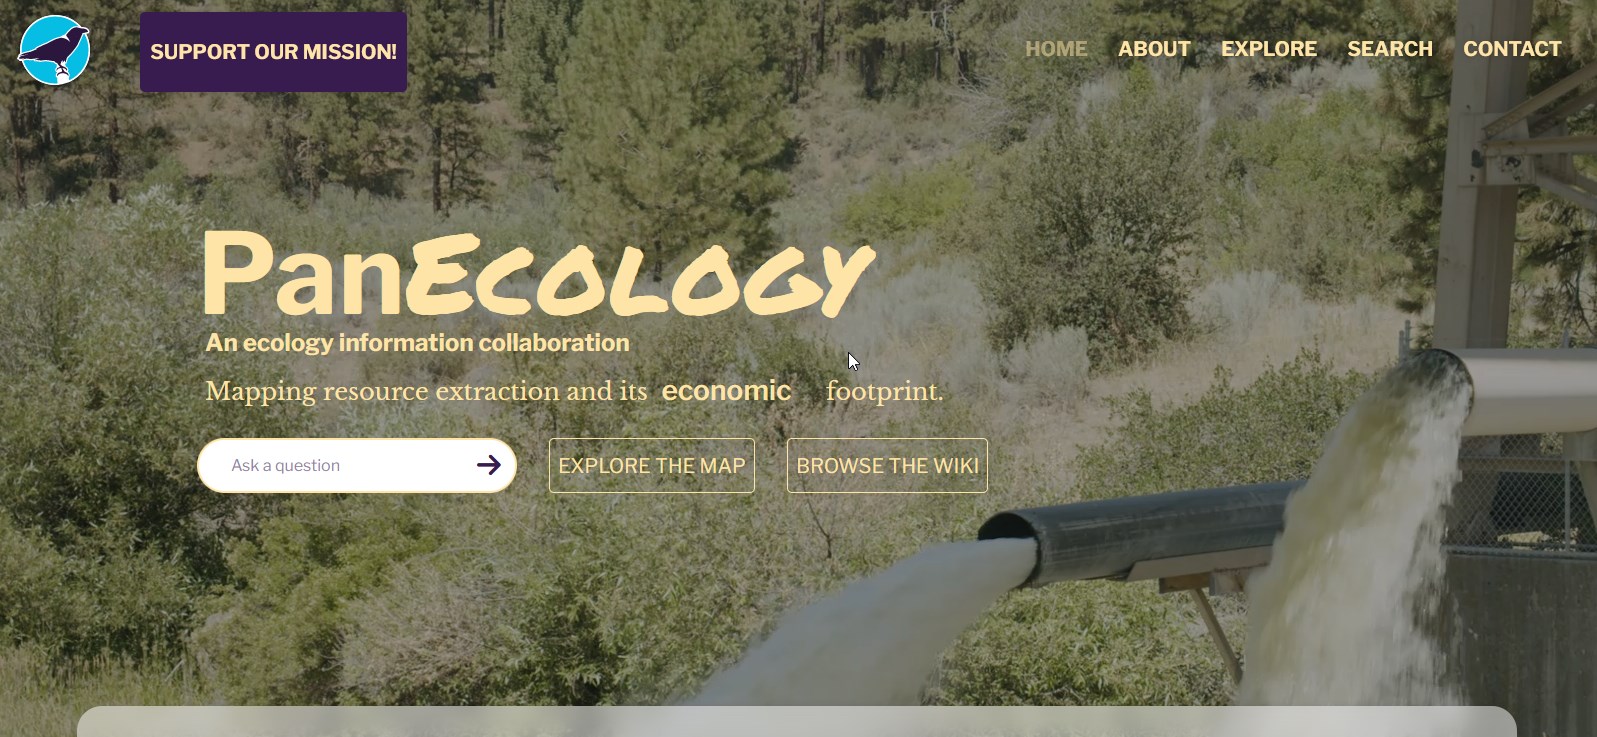 SUPPORT OUR MISSION!
HOME ABOUT EXPLORE SEARCH CONTACT
PanEcology
An ecology information collaboration
Mapping resource extraction and its economic footprint.
Ask a question
EXPLORE THE MAP
BROWSE THE WIKI